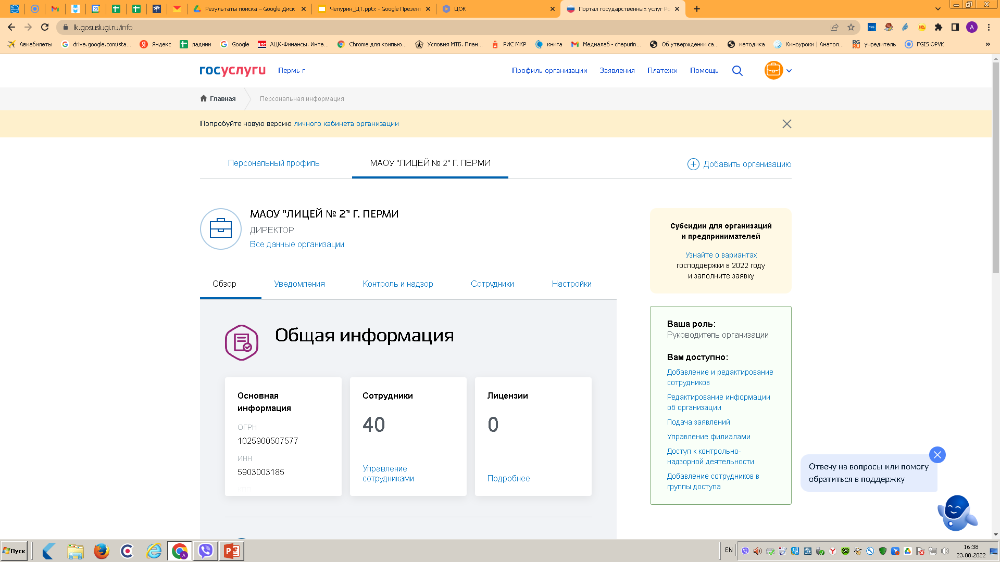 Результаты поиска – Google Диск
Чепурин_ЦТ.pptx - Google Презен
ЦОК
Портал государственных услуг Ро
lk.gosuslugi.ru/info
Авиабилеты
drive.google.com/sta...
Яндекс
ладими
Google
АЦК-Финансы. Инте...
Chrome для компью...
Условия МТБ. План...
РИС МКР
книга
Медиалаб - chepurin...
Об утверждении са...
методика
Киноуроки | Анатол...
учредитель
FGIS OPVK
»
госуслуги
Пермь г
Профиль организации
Заявления
Платежи
Помощь
Главная
Персональная информация
Попробуйте новую версию личного кабинета организации
Персональный профиль
МАОУ "ЛИЦЕЙ № 2" Г. ПЕРМИ
Добавить организацию
МАОУ "ЛИЦЕЙ № 2" Г. ПЕРМИ
ДИРЕКТОР
Все данные организации
Обзор
Уведомления
Контроль и надзор
Сотрудники
Настройки
Общая информация
Основная
информация
ОГРН
1025900507577
ИНН
5903003185
Сотрудники
40
Управление
сотрудниками
Лицензии
0
Подробнее
Субсидии для организаций
и предпринимателей
Узнайте о вариантах
господдержки в 2022 году
и заполните заявку
Ваша роль:
Руководитель организации
Вам доступно:
Добавление и редактирование
сотрудников
Редактирование информации
об организации
Подача заявлений
Управление филиалами
Доступ к контрольно-
надзорной деятельности
Добавление сотрудников в
группы доступа
Отвечу на вопросы или помогу
обратиться в поддержку
Пуск
EN
16:38
23.08.2022